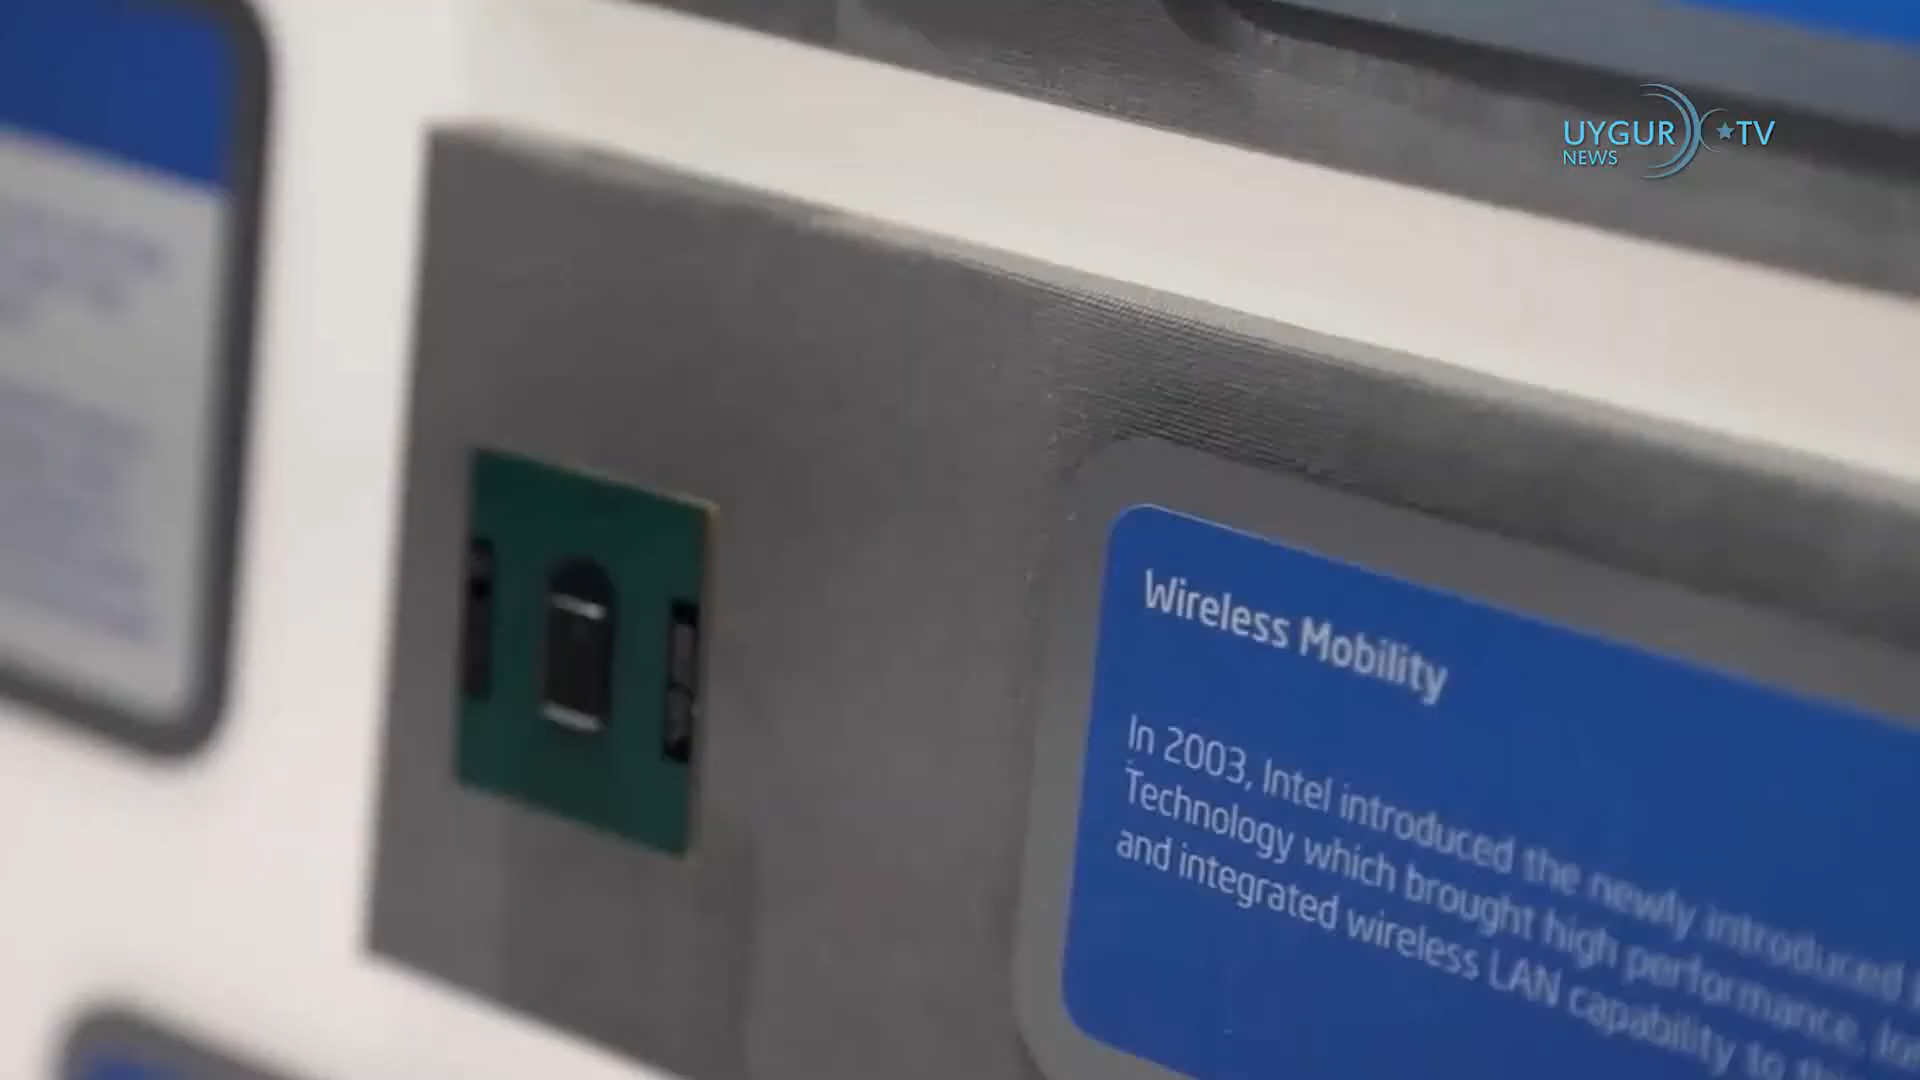 UYGUR TV
NEWS
Wireless Mobility
In 2003, Intel introduced the newly introduced
Technology which brought high performance,
and integrated wireless LAN capability to